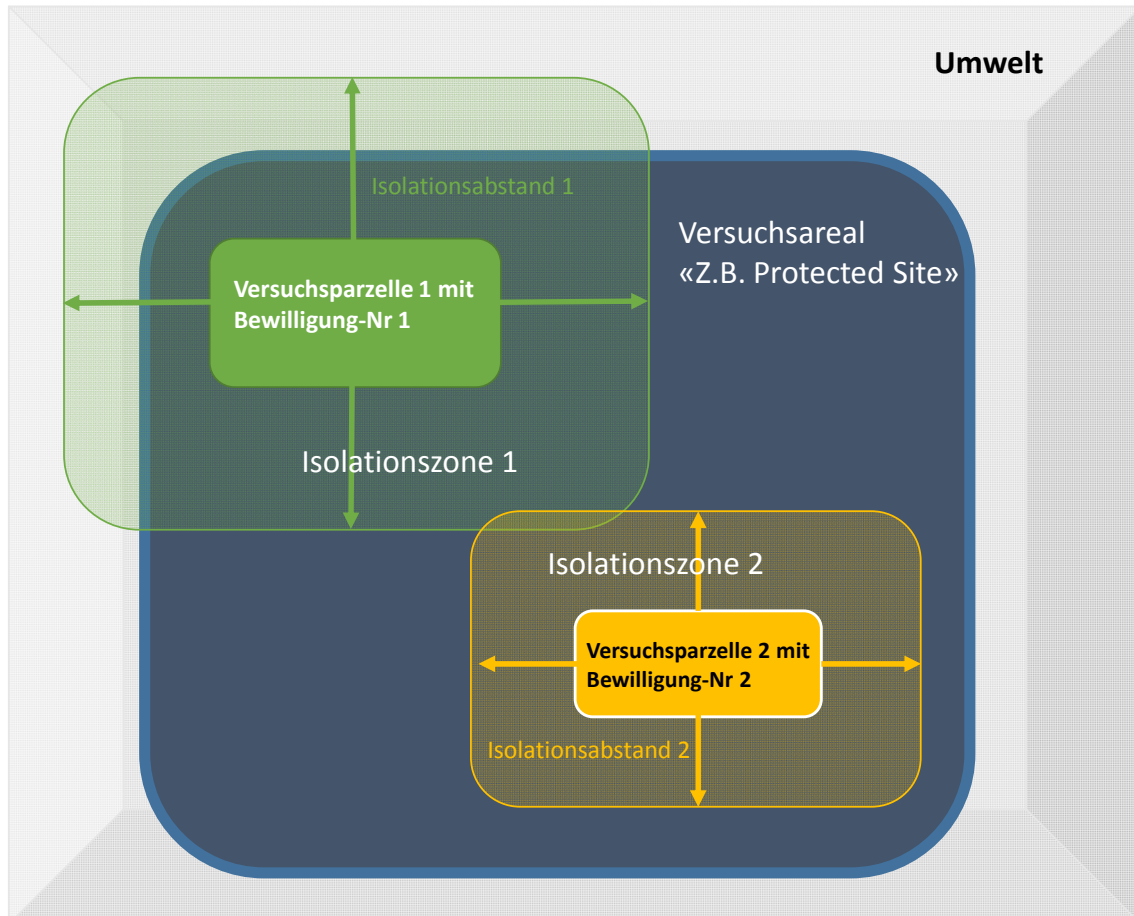 Umwelt
Isolationsabstand 1
Versuchsareal
«Z.B. Protected Site»
Versuchsparzelle 1 mit
Bewilligung-Nr 1
Isolationszone 1
Isolationszone 2
Versuchsparzelle 2 mit
Bewilligung-Nr 2
Isolationsabstand 2